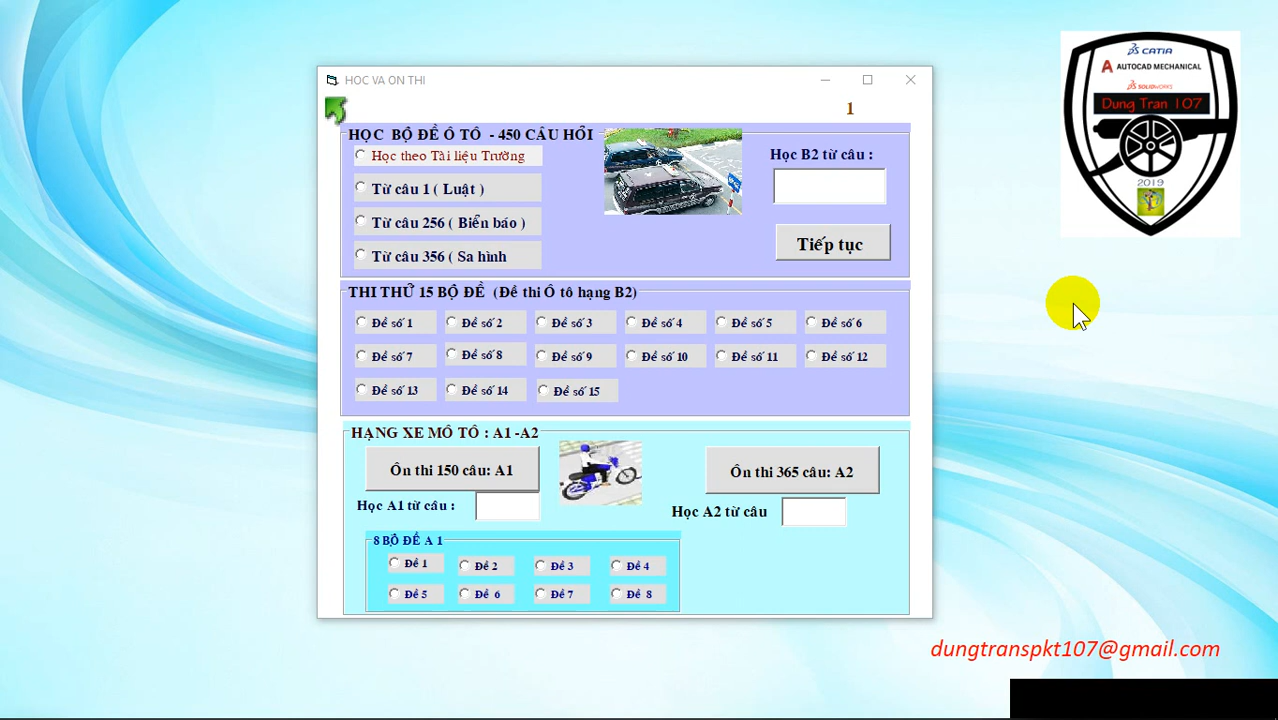 HOC VA ON THI
1
HỌC BỘ ĐỀ Ô TÔ - 450 CÂU HỎI
Học theo Tài liệu Trường
Từ câu 1 ( Luật )
Từ câu 256 ( Biển báo )
Từ câu 356 ( Sa hình
Học B2 từ câu :
Tiếp tục
THI THỬ 15 BỘ ĐỀ (Đề thi Ô tô hạng B2)
Đề số 1 Đề số 2 Đề số 3 Đề số 4 Đề số 5 Đề số 6
Đề số 7 Đề số 8 Đề số 9 Đề số 10 Đề số 11 Đề số 12
Đề số 13 Đề số 14 Đề số 15
HẠNG XE MÔ TÔ : A1 -A2
Ôn thi 150 câu: A1
Ôn thi 365 câu: A2
Học A1 từ câu :
Học A2 từ câu
8 BỘ ĐỀ A 1
Đề 1 Đề 2 Đề 3 Đề 4
Đề 5 Đề 6 Đề 7 Đề 8
CATIA
AUTOCAD MECHANICAL
SOLIDWORKS
Dung Tran 107
2019
dungtranspkt107@gmail.com